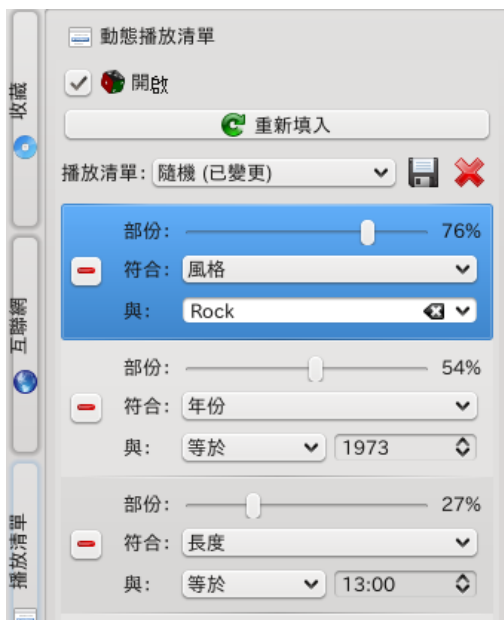 動態播放清單
開啟
重新填入
播放清單: 隨機 (已變更)
部份: 76%
符合: 風格
與: Rock
部份: 54%
符合: 年份
與: 等於 1973
部份: 27%
符合: 長度
與: 等於 13:00
收藏
互聯網
播放清單